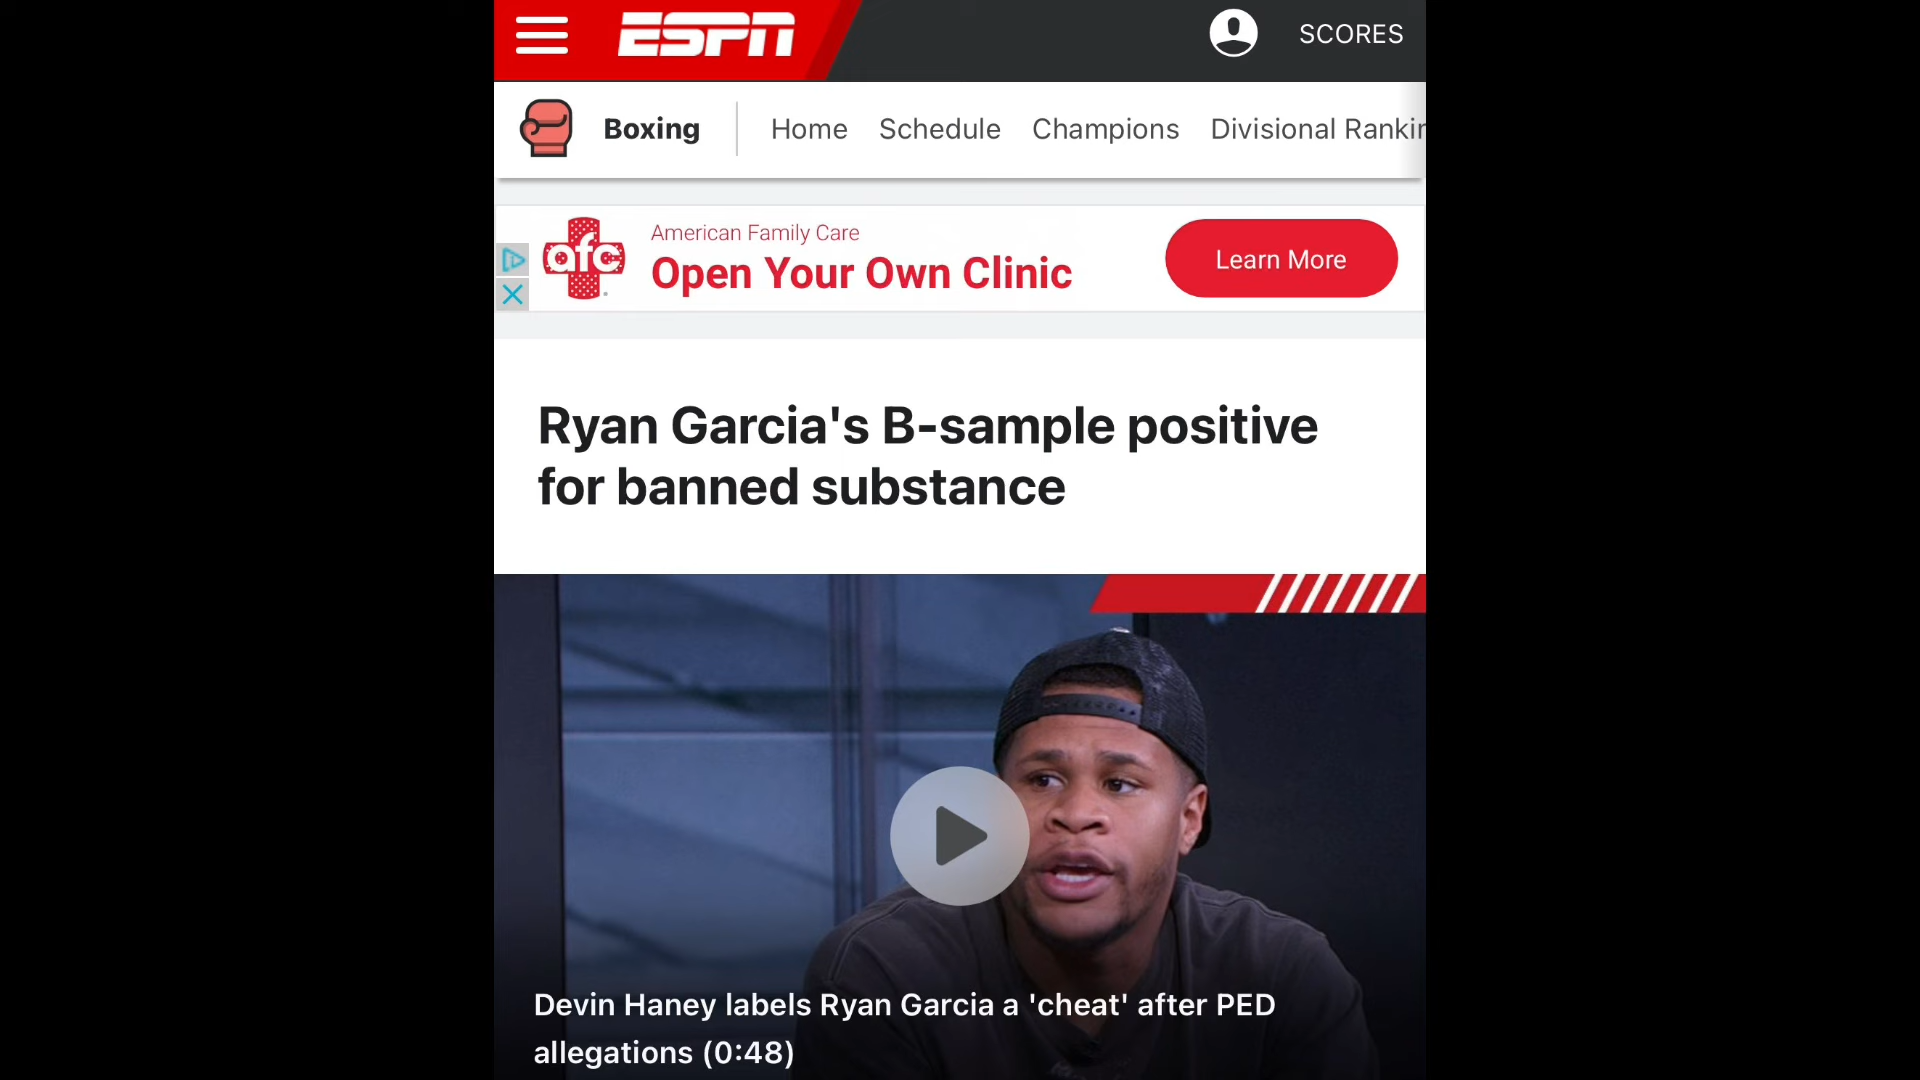 ESPN
SCORES
Boxing
Home Schedule Champions Divisional Rankin
American Family Care
afc
Open Your Own Clinic
Learn More
Ryan Garcia's B-sample positive
for banned substance
Devin Haney labels Ryan Garcia a 'cheat' after PED
allegations (0:48)